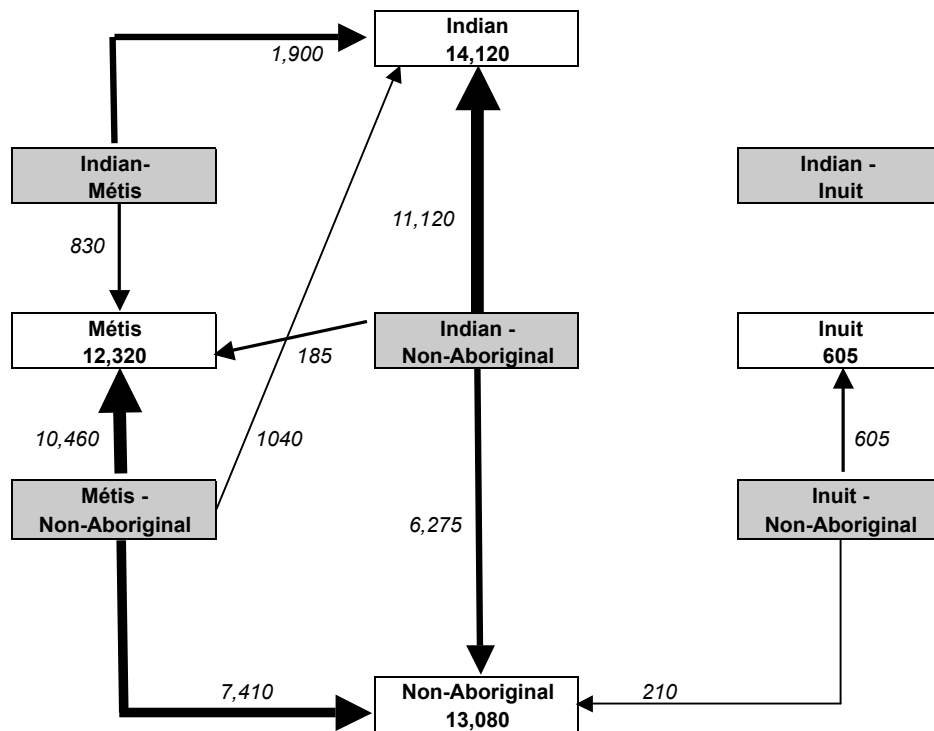 Indian
14,120
1,900
Indian-
Métis
Indian -
Inuit
11,120
830
Métis
12,320
Indian -
Non-Aboriginal
Inuit
605
185
10,460
1040
605
Métis -
Non-Aboriginal
Inuit -
Non-Aboriginal
6,275
7,410
Non-Aboriginal
13,080
210